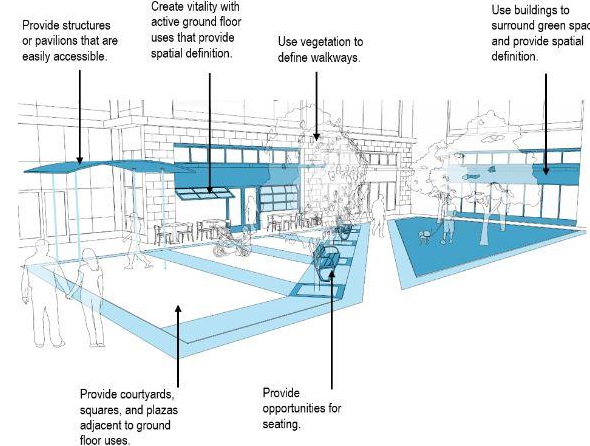 Provide structures
or pavilions that are
easily accessible.
Create vitality with
active ground floor
uses that provide
spatial definition.
Use vegetation to
define walkways.
Use buildings to
surround green spac
and provide spatial
definition.
Provide courtyards,
squares, and plazas
adjacent to ground
floor uses.
Provide
opportunities for
seating.